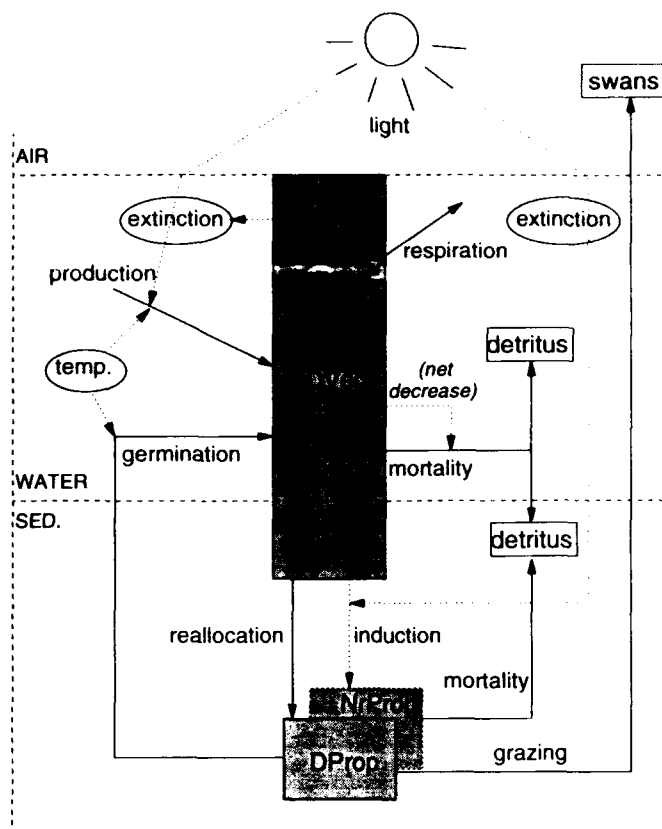 swans
light
AIR
extinction
extinction
respiration
production
detritus
temp.
(net
decrease)
germination
mortality
WATER
SED.
detritus
reallocation
induction
mortality
NrProp
DProp
grazing